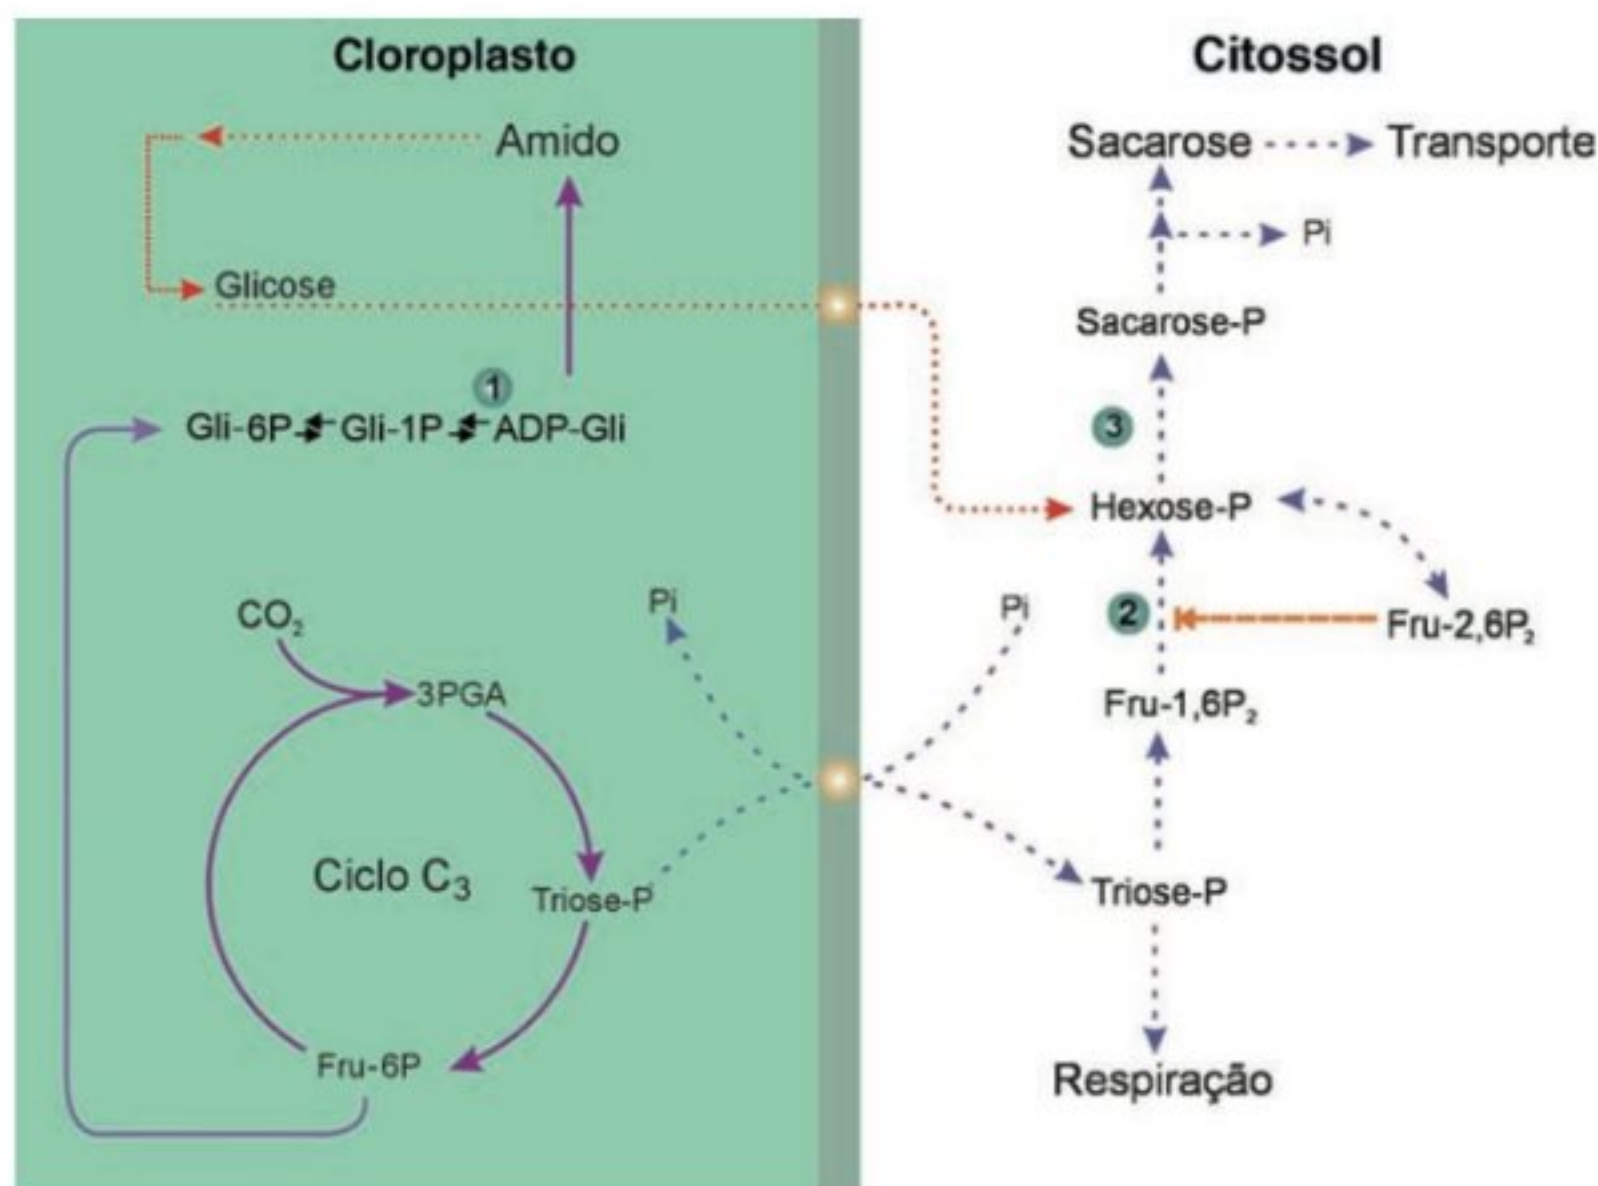 Cloroplasto
Amido
Glicose
1
Gli-6P Gli-1P ADP-Gli
CO₂
Pi
3PGA
Ciclo C₃
Triose-P
Fru-6P
Citossol
Sacarose Transporte
Pi
Sacarose-P
3
Hexose-P
Pi
2
Fru-2,6P₂
Fru-1,6P₂
Triose-P
Respiração